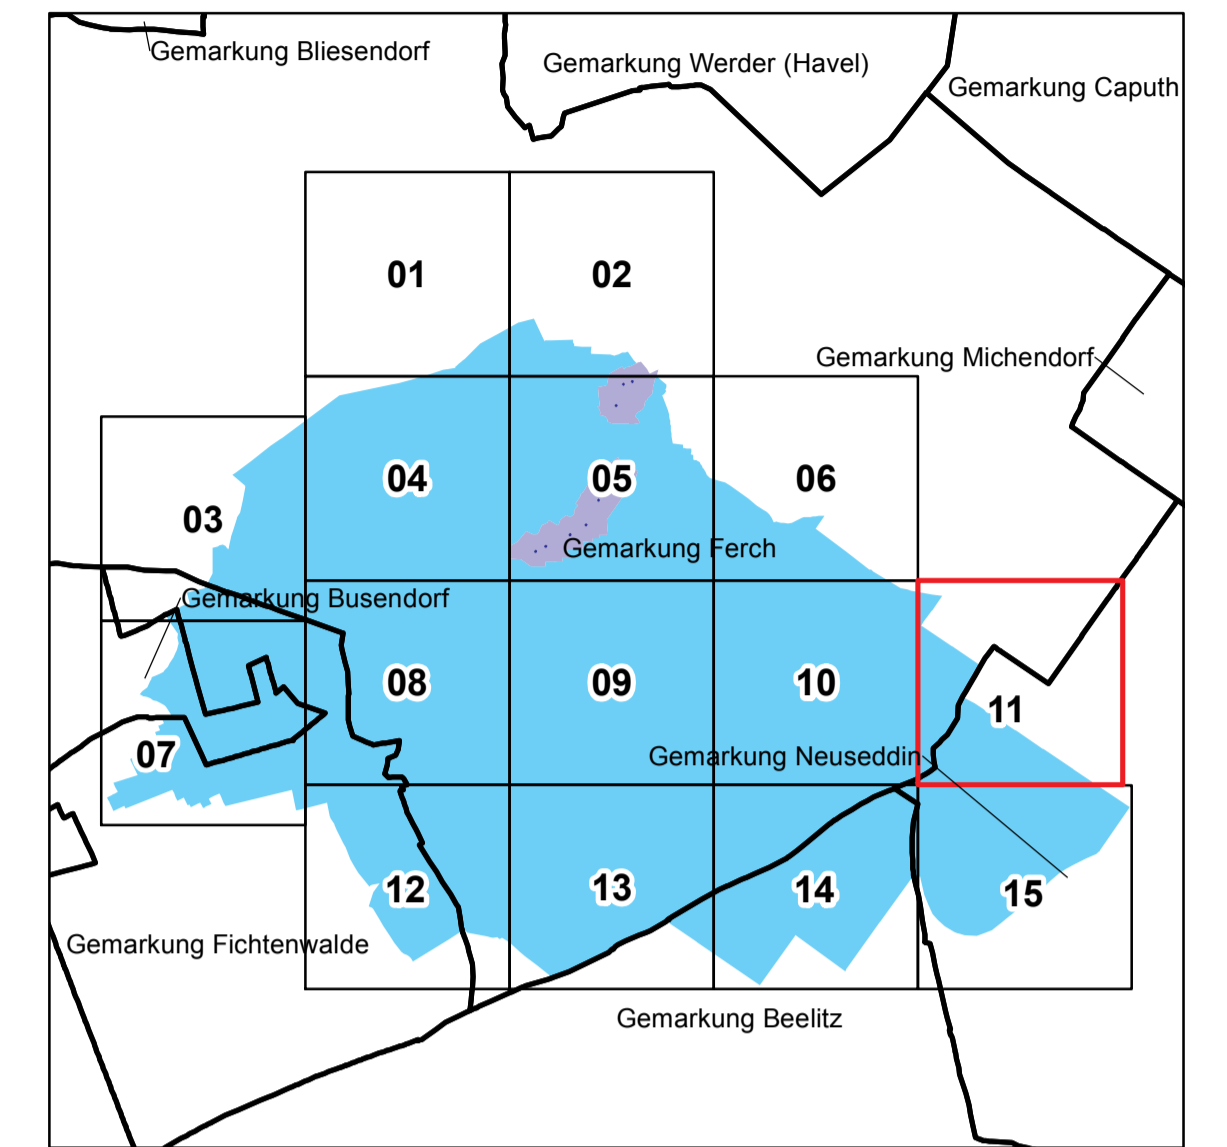 Gemarkung Bliesendorf
Gemarkung Werder (Havel)
Gemarkung Caputh
01
02
Gemarkung Michendorf
03
04
05
06
Gemarkung Ferch
Gemarkung Busendorf
07
08
09
10
11
Gemarkung Neuseddin
12
13
14
15
Gemarkung Fichtenwalde
Gemarkung Beelitz